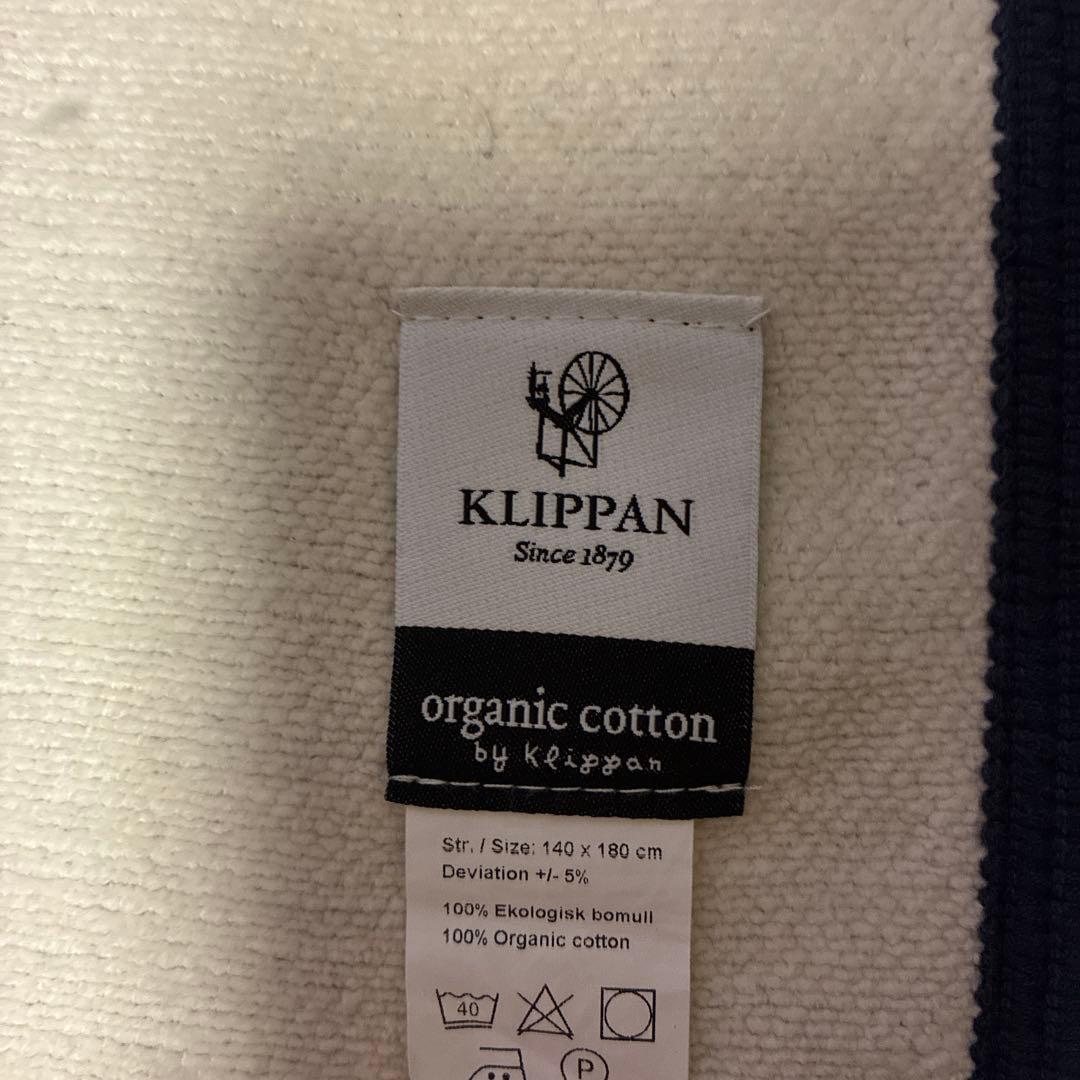 KLIPPAN
Since 1879
organic cotton
by klippan
Str. / Size: 140 x 180 cm
Deviation +/- 5%
100% Ekologisk bomull
100% Organic cotton
40
P